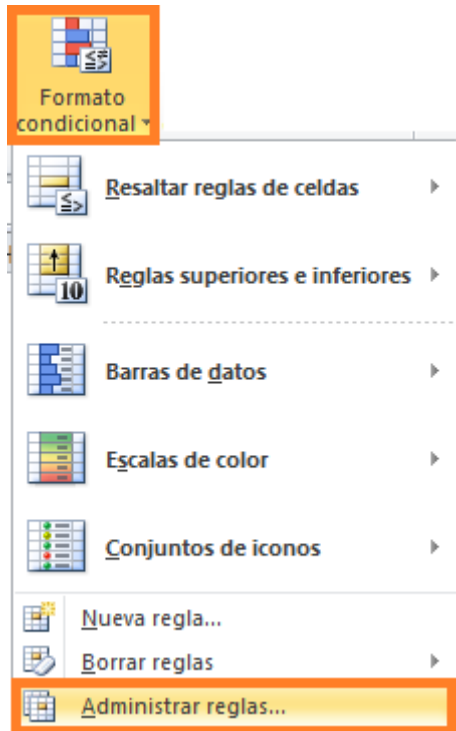 Formato
condicional
Resaltar reglas de celdas
10
Reglas superiores e inferiores
Barras de datos
Escalas de color
Conjuntos de iconos
Nueva regla...
Borrar reglas
Administrar reglas...